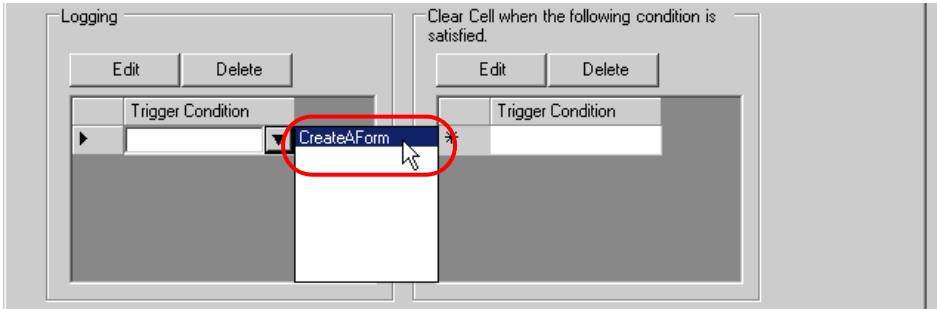 Logging
Edit Delete
Trigger Condition
CreateAForm
Clear Cell when the following condition is
satisfied.
Edit Delete
Trigger Condition
*